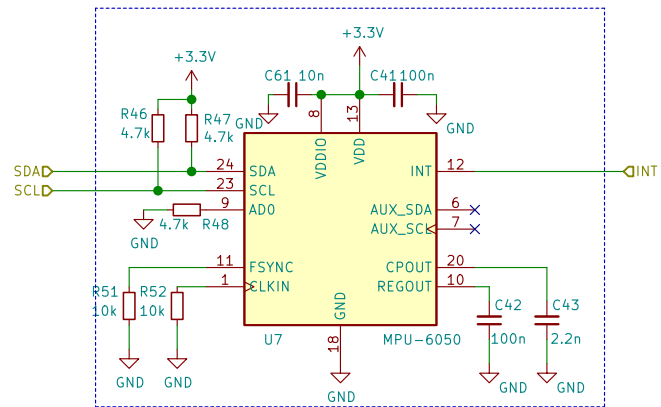 +3.3V
+3.3V
C61 10n
C41 100n
GND
GND
R46
4.7k
R47
4.7k
8
VDDIO
13
VDD
SDA
24
SDA
SCL
23
SCL
INT
12
INT
9
AD0
4.7k
R48
GND
AUX_SDA
6
AUX_SCL
7
11
FSYNC
1
CLKIN
R51
10k
R52
10k
GND
GND
CPOUT
20
REGOUT
10
C42
100n
C43
2.2n
GND
GND
GND
18
GND
U7
MPU-6050